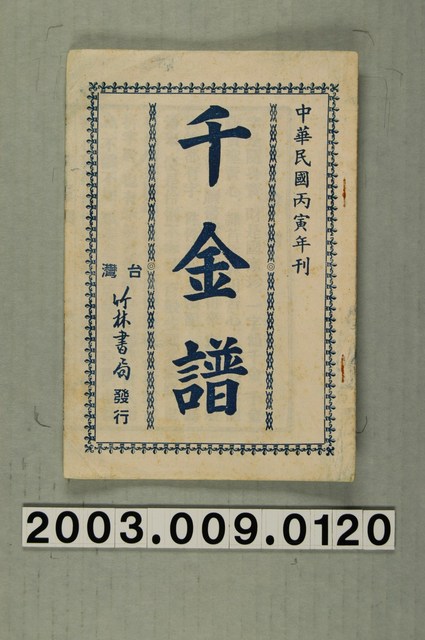 中華民國丙寅年刊
千金譜
台灣
竹林書局發行
2003.009.0120